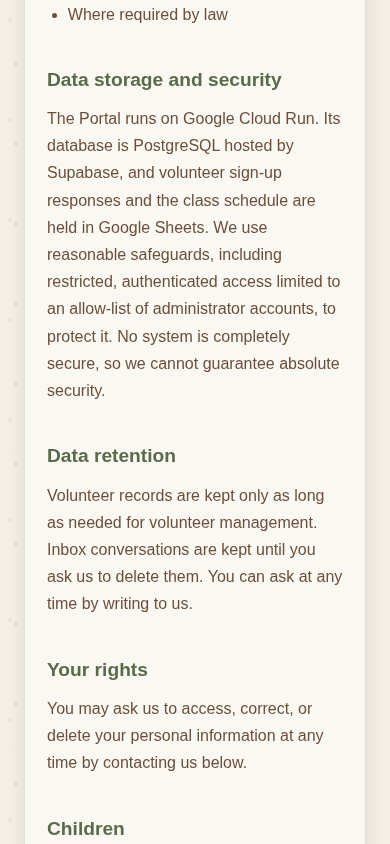 • Where required by law
Data storage and security
The Portal runs on Google Cloud Run. Its
database is PostgreSQL hosted by
Supabase, and volunteer sign-up
responses and the class schedule are
held in Google Sheets. We use
reasonable safeguards, including
restricted, authenticated access limited to
an allow-list of administrator accounts, to
protect it. No system is completely
secure, so we cannot guarantee absolute
security.
Data retention
Volunteer records are kept only as long
as needed for volunteer management.
Inbox conversations are kept until you
ask us to delete them. You can ask at any
time by writing to us.
Your rights
You may ask us to access, correct, or
delete your personal information at any
time by contacting us below.
Children